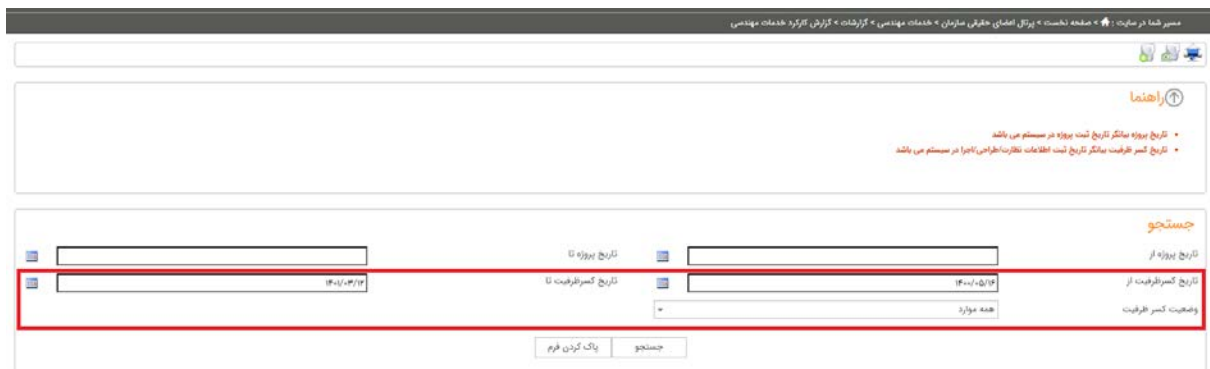 مسیر شما در سایت : > صفحه نخست > پرتال اعضای حقیقی سازمان > خدمات مهندسی > گزارشات > گزارش کارکرد خدمات مهندسی
راهنما
• تاریخ پروژه بیانگر تاریخ ثبت پروژه در سیستم می باشد
• تاریخ کسر ظرفیت بیانگر تاریخ ثبت اطلاعات نظارت/طراحی/اجرا در سیستم می باشد
جستجو
تاریخ پروژه از تاریخ پروژه تا
تاریخ کسرظرفیت از ۱۴۰۰/۰۵/۱۶ تاریخ کسرظرفیت تا ۱۴۰۱/۰۳/۱۲
وضعیت کسر ظرفیت همه موارد
جستجو پاک کردن فرم